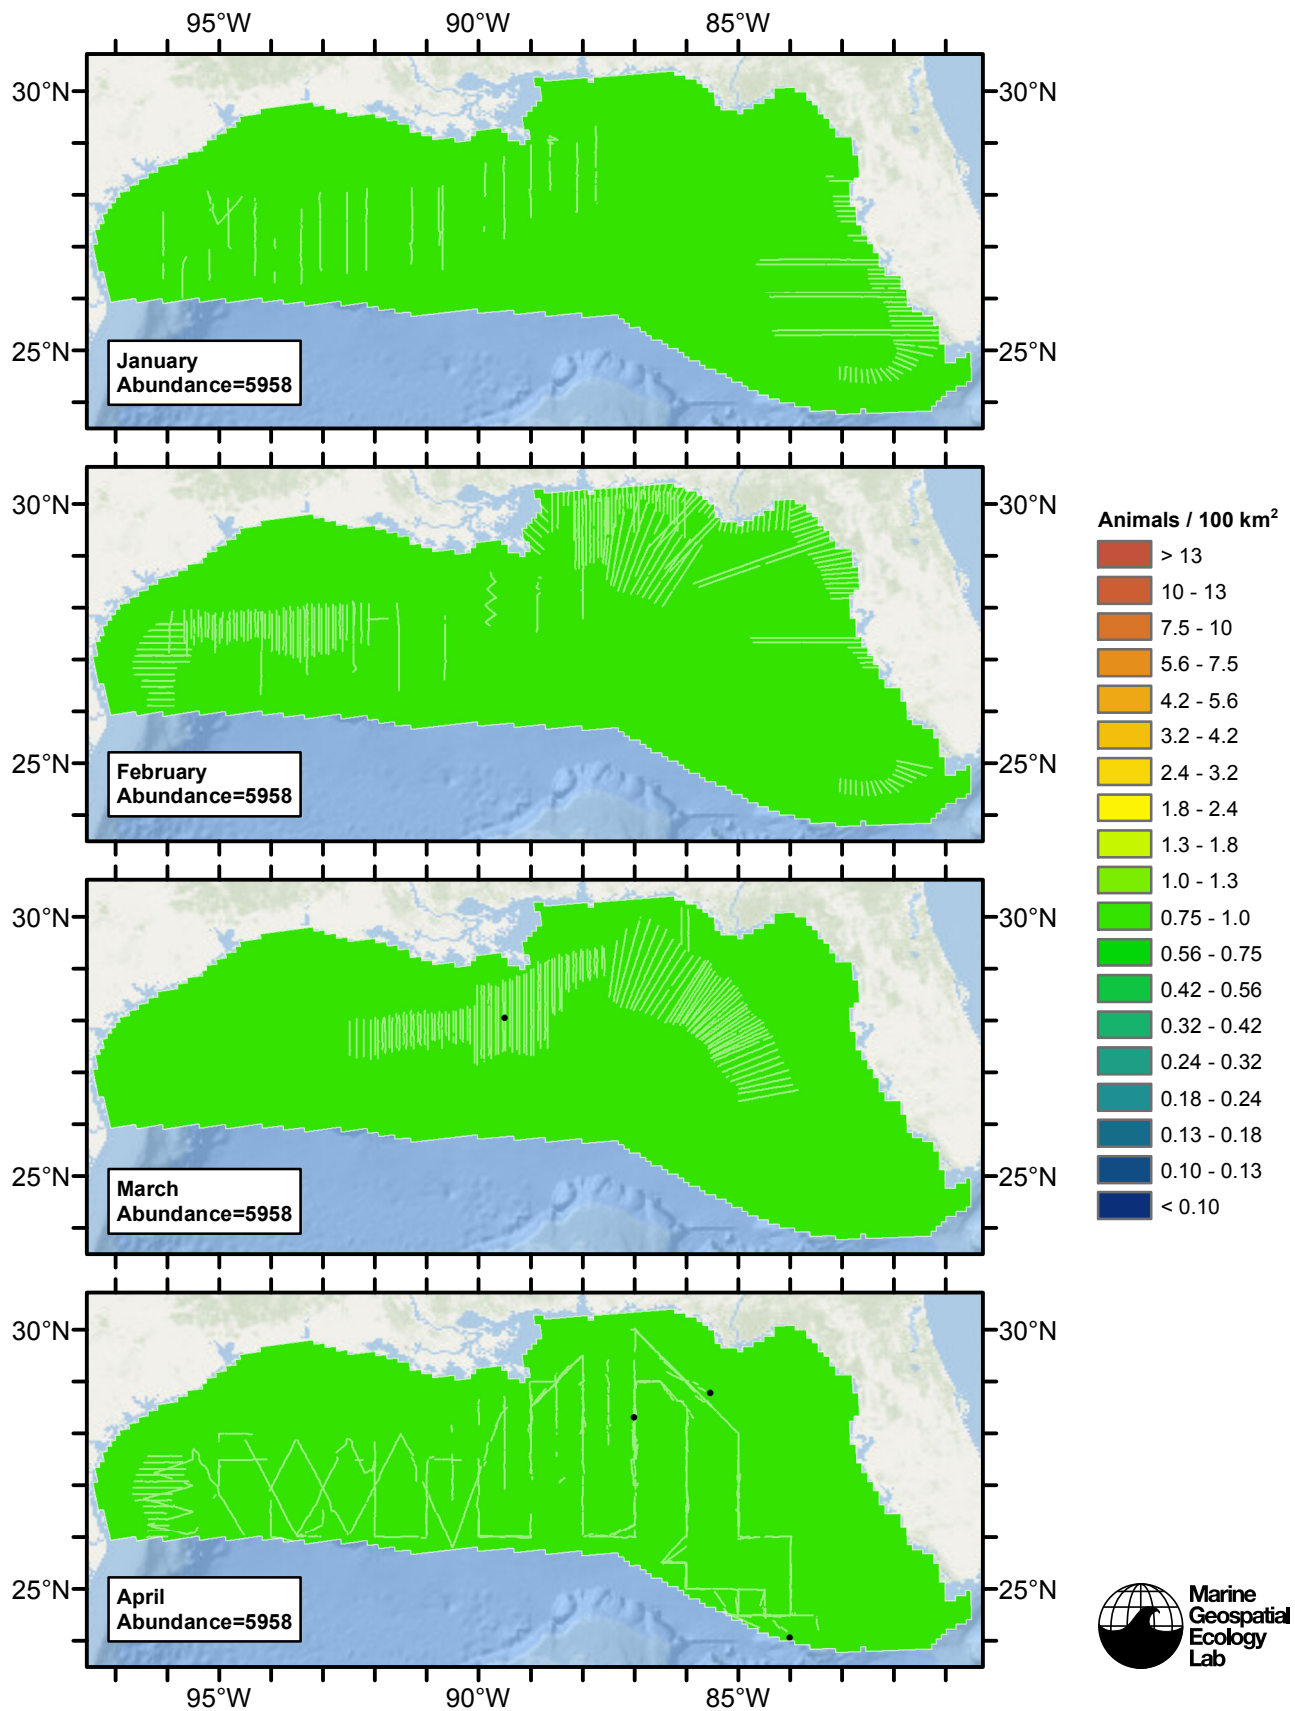 95°W 90°W 85°W
30°N 30°N
25°N 25°N
January
Abundance=5958
30°N 30°N
25°N 25°N
February
Abundance=5958
30°N 30°N
25°N 25°N
March
Abundance=5958
30°N 30°N
25°N 25°N
April
Abundance=5958
95°W 90°W 85°W
Animals / 100 km²
> 13
10 - 13
7.5 - 10
5.6 - 7.5
4.2 - 5.6
3.2 - 4.2
2.4 - 3.2
1.8 - 2.4
1.3 - 1.8
1.0 - 1.3
0.75 - 1.0
0.56 - 0.75
0.42 - 0.56
0.32 - 0.42
0.24 - 0.32
0.18 - 0.24
0.13 - 0.18
0.10 - 0.13
< 0.10
Marine
Geospatial
Ecology
Lab